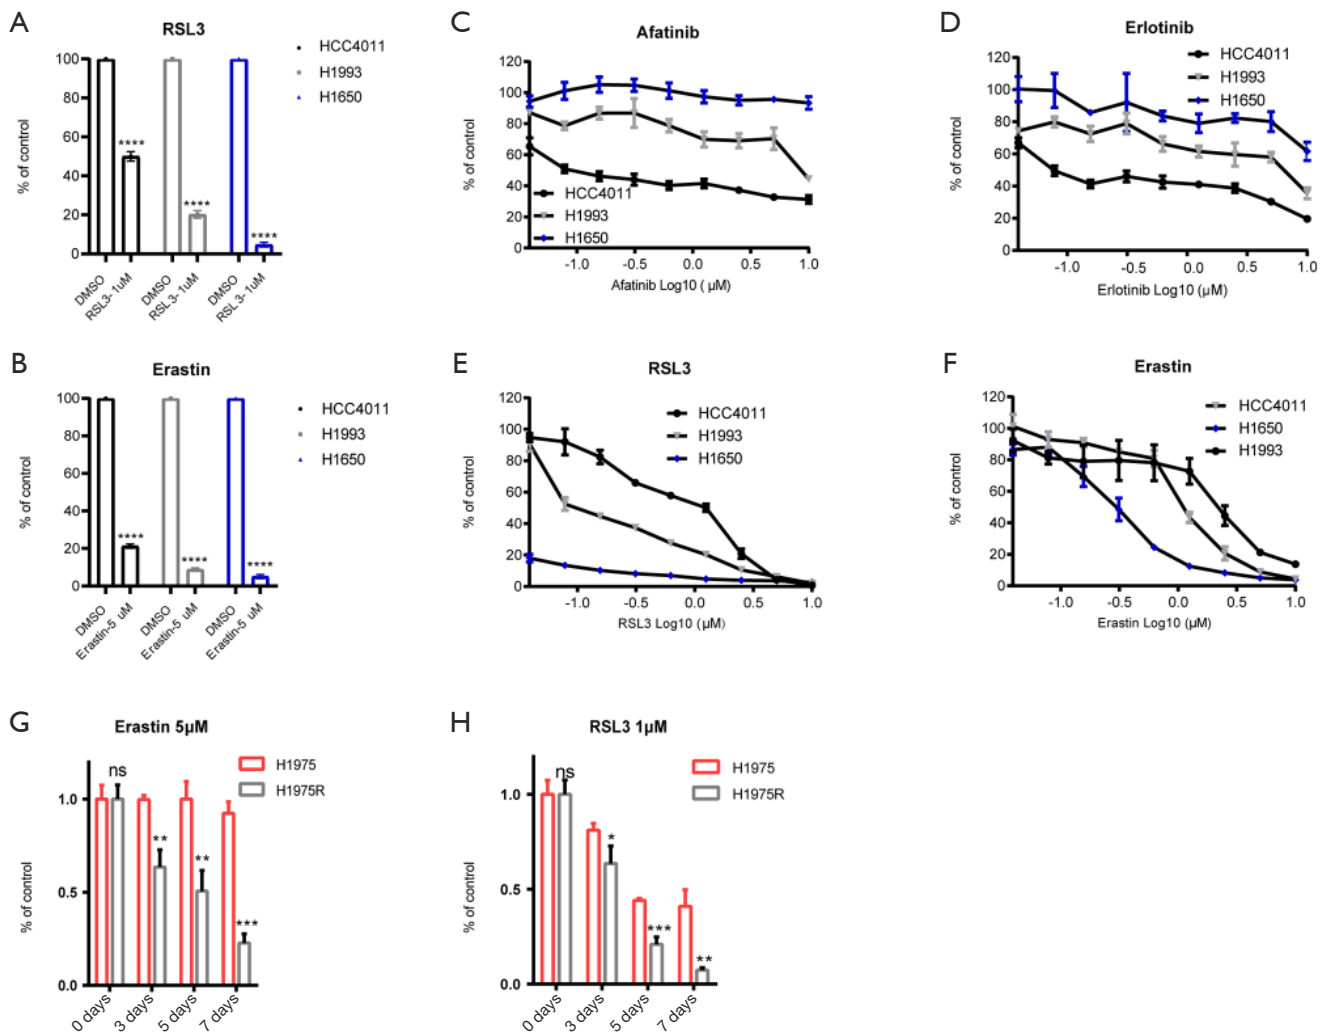 A
RSL3
% of control
100
80
60
40
20
0
****
****
****
DMSO
RSL3-1uM
DMSO
RSL3-1uM
DMSO
RSL3-1uM
HCC4011
H1993
H1650
C
Afatinib
% of control
120
100
80
60
40
20
0
HCC4011
H1993
H1650
-1.0
-0.5
0.0
0.5
1.0
Afatinib Log10 ( µM)
D
Erlotinib
% of control
120
100
80
60
40
20
0
HCC4011
H1993
H1650
-1.0
-0.5
0.0
0.5
1.0
Erlotinib Log10 (µM)
B
Erastin
% of control
100
80
60
40
20
0
****
****
****
DMSO
Erastin-5 uM
DMSO
Erastin-5 uM
DMSO
Erastin-5 uM
HCC4011
H1993
H1650
E
RSL3
% of control
120
100
80
60
40
20
0
HCC4011
H1993
H1650
-1.0
-0.5
0.0
0.5
1.0
RSL3 Log10 (µM)
F
Erastin
% of control
120
100
80
60
40
20
0
HCC4011
H1650
H1993
-1.0
-0.5
0.0
0.5
1.0
Erastin Log10 (µM)
G
Erastin 5µM
% of control
1.0
0.5
0.0
ns
**
**
***
0 days
3 days
5 days
7 days
H1975
H1975R
H
RSL3 1µM
% of control
1.0
0.5
0.0
ns
*
***
**
0 days
3 days
5 days
7 days
H1975
H1975R